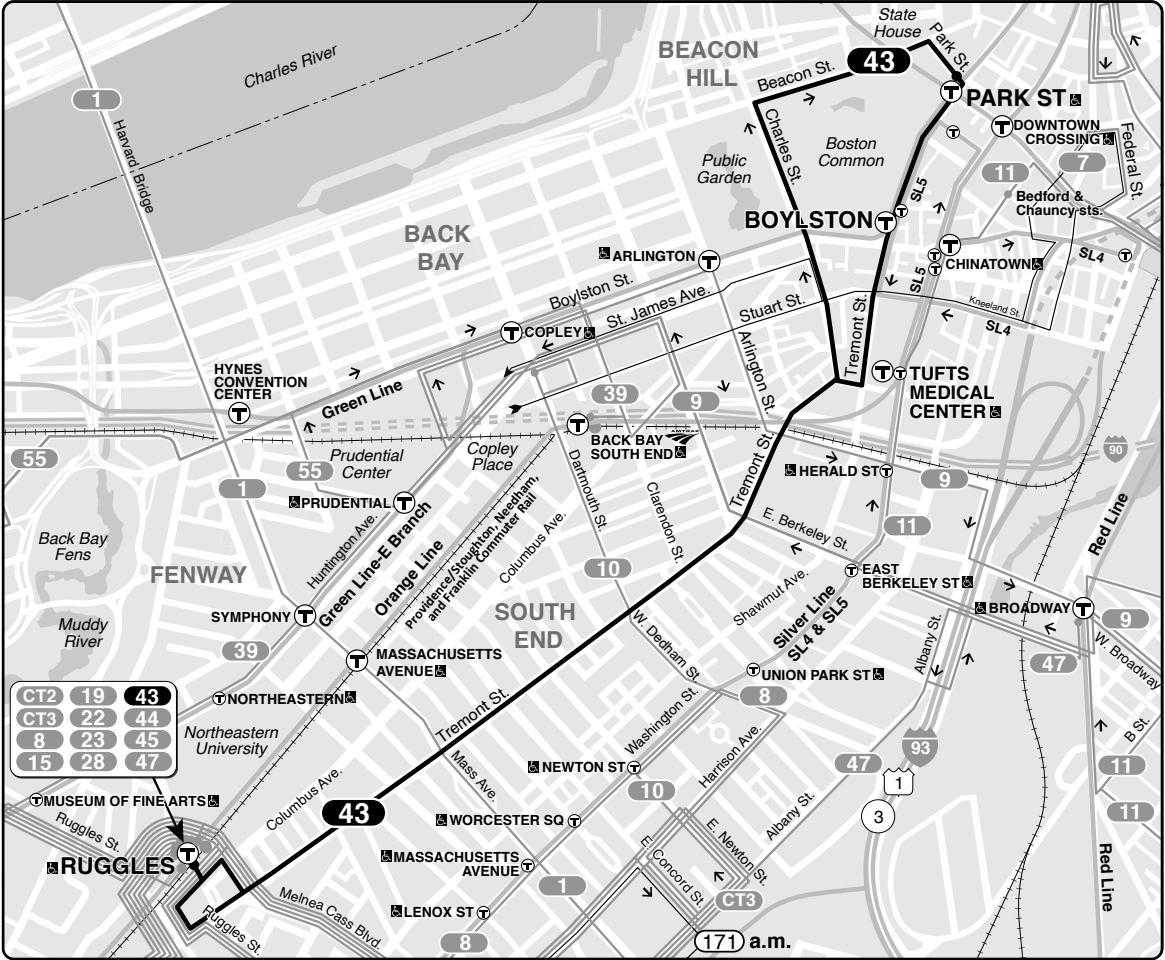 State
House
Park St.
BEACON
HILL
43
Beacon St.
Charles River
1
PARK ST
T
DOWNTOWN
CROSSING
Federal St.
7
11
Harvard Bridge
Charles St.
Boston
Common
Public
Garden
SL5
Bedford &
Chauncy sts.
BOYLSTON
BACK
BAY
ARLINGTON
CHINATOWN
SL4
SL5
Boylston St.
St. James Ave.
Stuart St.
Kneeland St.
SL4
COPLEY
Tremont St.
Arlington St.
HYNES
CONVENTION
CENTER
Green Line
TUFTS
MEDICAL
CENTER
39
9
BACK BAY
SOUTH END
AMTRAK
55
55
Prudential
Center
Copley
Place
Tremont St.
HERALD ST
90
9
1
PRUDENTIAL
Dartmouth St.
Clarendon St.
Huntington Ave.
Green Line-E Branch
Orange Line
Providence/Stoughton, Needham,
and Franklin Commuter Rail
Columbus Ave.
E. Berkeley St.
11
Red Line
Back Bay
Fens
FENWAY
10
EAST
BERKELEY ST
Shawmut Ave.
Silver Line
SL4 & SL5
BROADWAY
9
SYMPHONY
SOUTH
END
Muddy
River
W. Dedham St.
Albany St.
W. Broadway
39
MASSACHUSETTS
AVENUE
47
UNION PARK ST
8
CT2 19 43
CT3 22 44
8 23 45
15 28 47
NORTHEASTERN
Northeastern
University
Tremont St.
Washington St.
Harrison Ave.
B St.
93
1
3
47
11
NEWTON ST
Mass Ave.
10
Columbus Ave.
MUSEUM OF FINE ARTS
Ruggles St.
43
WORCESTER SQ
Albany St.
11
E. Newton St.
E. Concord St.
RUGGLES
MASSACHUSETTS
AVENUE
1
Red Line
CT3
Melnea Cass Blvd.
Ruggles St.
LENOX ST
8
171 a.m.